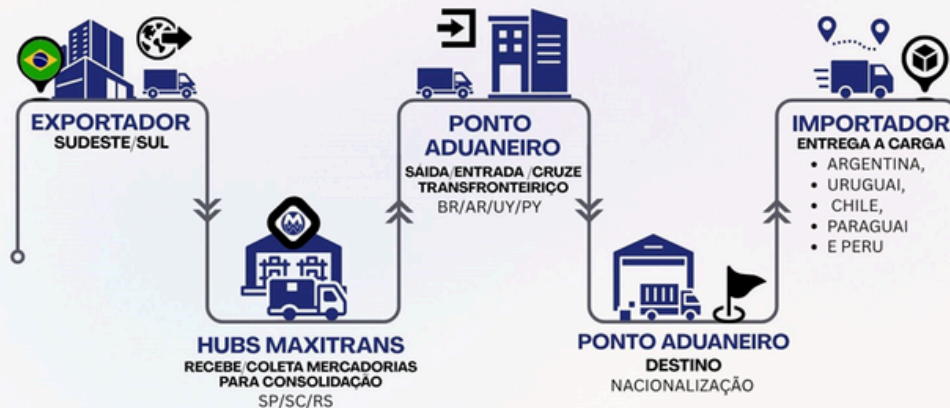 EXPORTADOR
SUDESTE/SUL
HUBS MAXITRANS
RECEBE/COLETA MERCADORIAS
PARA CONSOLIDAÇÃO
SP/SC/RS
PONTO
ADUANEIRO
SAÍDA/ENTRADA/CRUZE
TRANSFRONTEIRIÇO
BR/AR/UY/PY
PONTO ADUANEIRO
DESTINO
NACIONALIZAÇÃO
IMPORTADOR
ENTREGA A CARGA
• ARGENTINA,
• URUGUAI,
• CHILE,
• PARAGUAI
• E PERU